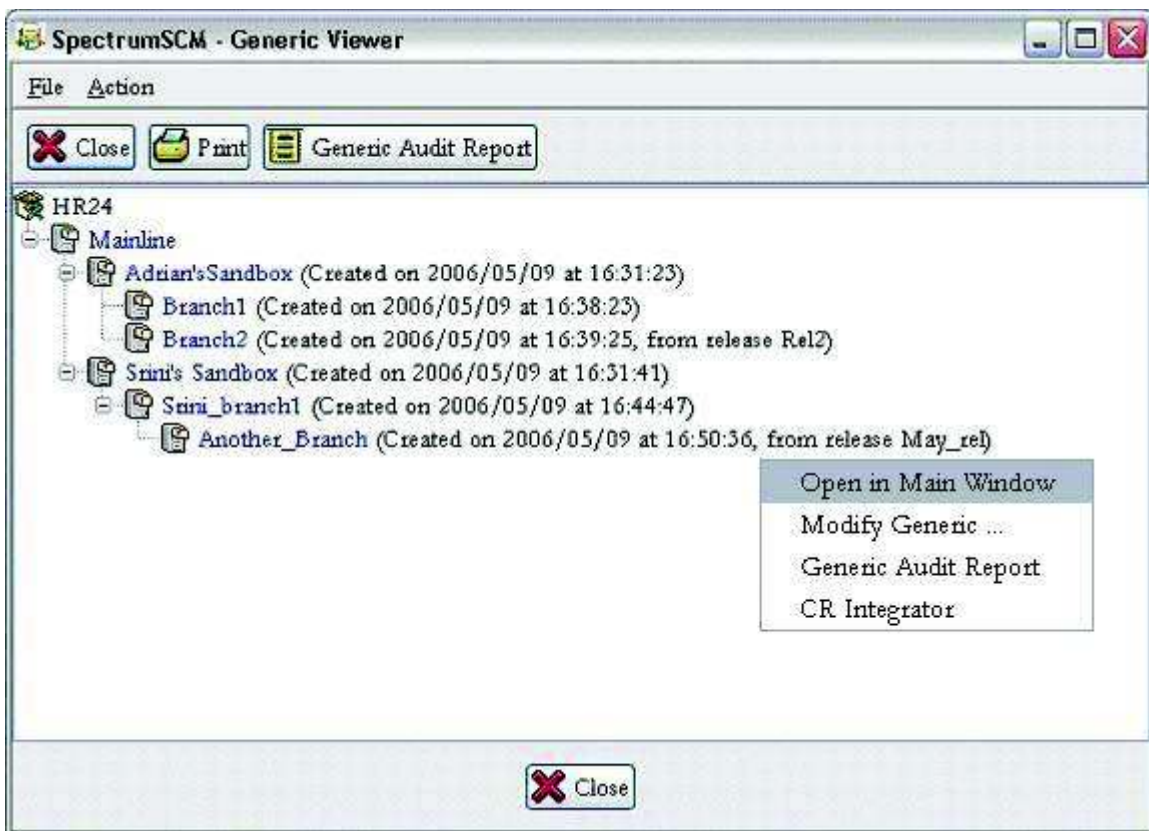 SpectrumSCM - Generic Viewer
File Action
Close Print Generic Audit Report
HR24
Mainline
Adrian'sSandbox (Created on 2006/05/09 at 16:31:23)
Branch1 (Created on 2006/05/09 at 16:38:23)
Branch2 (Created on 2006/05/09 at 16:39:25, from release Rel2)
Srini's Sandbox (Created on 2006/05/09 at 16:31:41)
Srini_branch1 (Created on 2006/05/09 at 16:44:47)
Another_Branch (Created on 2006/05/09 at 16:50:36, from release May_rel)
Open in Main Window
Modify Generic ...
Generic Audit Report
CR Integrator
Close